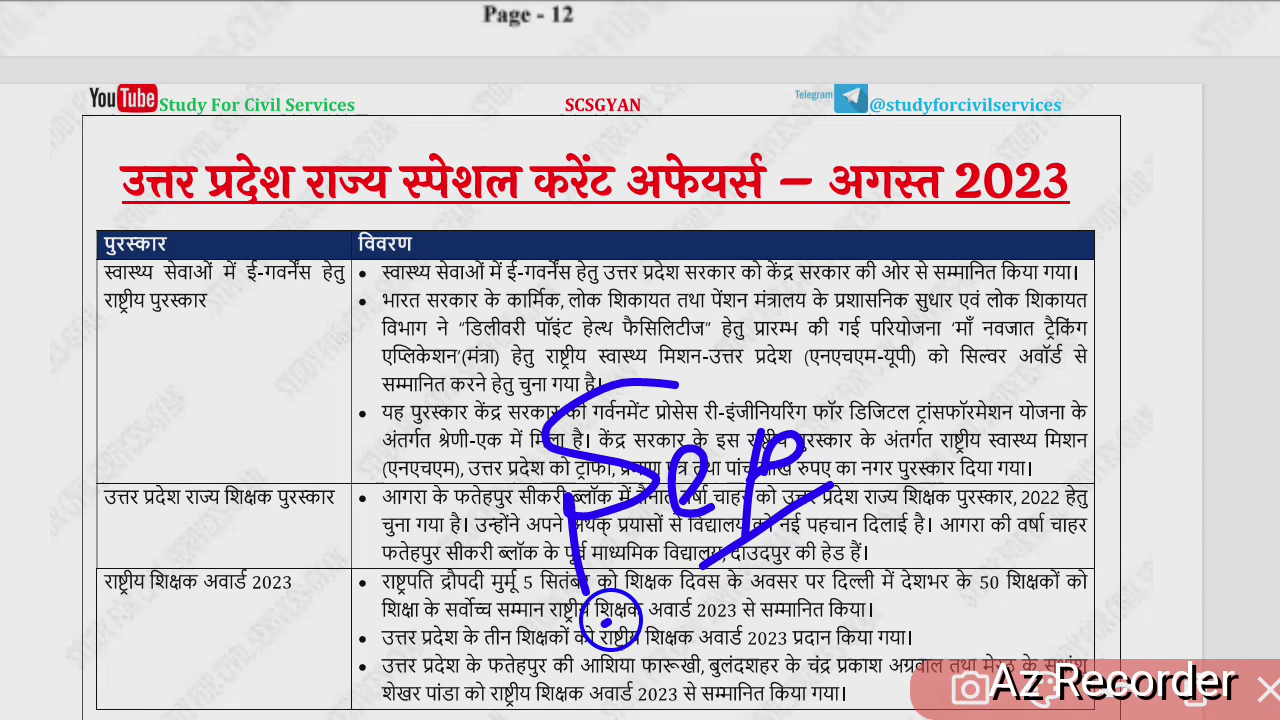 Page - 12
YouTube Study For Civil Services SCSGYAN Telegram @studyforcivilservices
उत्तर प्रदेश राज्य स्पेशल करेंट अफेयर्स – अगस्त 2023
पुरस्कार विवरण
स्वास्थ्य सेवाओं में ई-गवर्नेंस हेतु
राष्ट्रीय पुरस्कार
• स्वास्थ्य सेवाओं में ई-गवर्नेंस हेतु उत्तर प्रदेश सरकार को केंद्र सरकार की ओर से सम्मानित किया गया।
• भारत सरकार के कार्मिक, लोक शिकायत तथा पेंशन मंत्रालय के प्रशासनिक सुधार एवं लोक शिकायत
विभाग ने "डिलीवरी पॉइंट हेल्थ फैसिलिटीज" हेतु प्रारम्भ की गई परियोजना 'माँ नवजात ट्रैकिंग
एप्लिकेशन'(मंत्रा) हेतु राष्ट्रीय स्वास्थ्य मिशन-उत्तर प्रदेश (एनएचएम-यूपी) को सिल्वर अवॉर्ड से
सम्मानित करने हेतु चुना गया है।
• यह पुरस्कार केंद्र सरकार की गर्वनमेंट प्रोसेस री-इंजीनियरिंग फॉर डिजिटल ट्रांसफॉरमेशन योजना के
अंतर्गत श्रेणी-एक में मिला है। केंद्र सरकार के इस राष्ट्रीय पुरस्कार के अंतर्गत राष्ट्रीय स्वास्थ्य मिशन
(एनएचएम), उत्तर प्रदेश को ट्रॉफी, प्रमाण पत्र तथा पांच लाख रुपए का नगर पुरस्कार दिया गया।
उत्तर प्रदेश राज्य शिक्षक पुरस्कार
• आगरा के फतेहपुर सीकरी ब्लॉक में तैनात वर्षा चाहर को उत्तर प्रदेश राज्य शिक्षक पुरस्कार, 2022 हेतु
चुना गया है। उन्होंने अपने अथक् प्रयासों से विद्यालय को नई पहचान दिलाई है। आगरा की वर्षा चाहर
फतेहपुर सीकरी ब्लॉक के पूर्व माध्यमिक विद्यालय, दाउदपुर की हेड हैं।
राष्ट्रीय शिक्षक अवार्ड 2023
• राष्ट्रपति द्रौपदी मुर्मू 5 सितंबर को शिक्षक दिवस के अवसर पर दिल्ली में देशभर के 50 शिक्षकों को
शिक्षा के सर्वोच्च सम्मान राष्ट्रीय शिक्षक अवार्ड 2023 से सम्मानित किया।
• उत्तर प्रदेश के तीन शिक्षकों को राष्ट्रीय शिक्षक अवार्ड 2023 प्रदान किया गया।
• उत्तर प्रदेश के फतेहपुर की आशिया फारूखी, बुलंदशहर के चंद्र प्रकाश अग्रवाल तथा मेरठ के सुधांशु
शेखर पांडा को राष्ट्रीय शिक्षक अवार्ड 2023 से सम्मानित किया गया।
Sep
Az Recorder